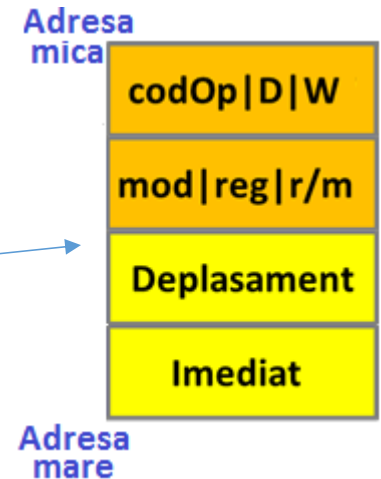 Adresa
mica
codOp|D|W
mod|reg|r/m
Deplasament
Imediat
Adresa
mare